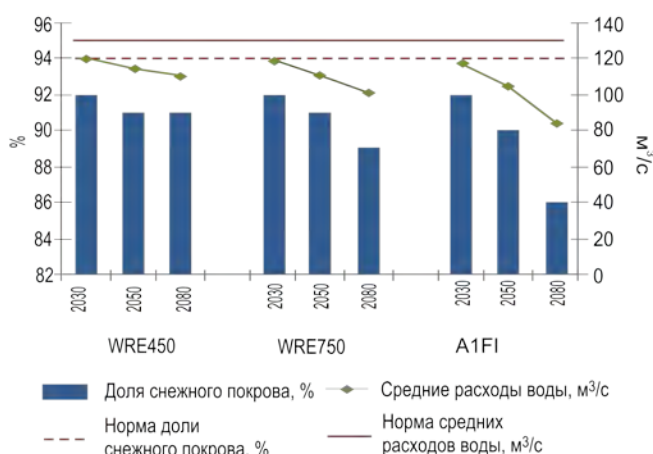 96
94
92
90
88
86
84
82
%
140
120
100
80
60
40
20
0
м³/с
2030
2050
2080
2030
2050
2080
2030
2050
2080
WRE450
WRE750
A1FI
Доля снежного покрова, %
Средние расходы воды, м³/с
Норма доли
снежного покрова, %
Норма средних
расходов воды, м³/с